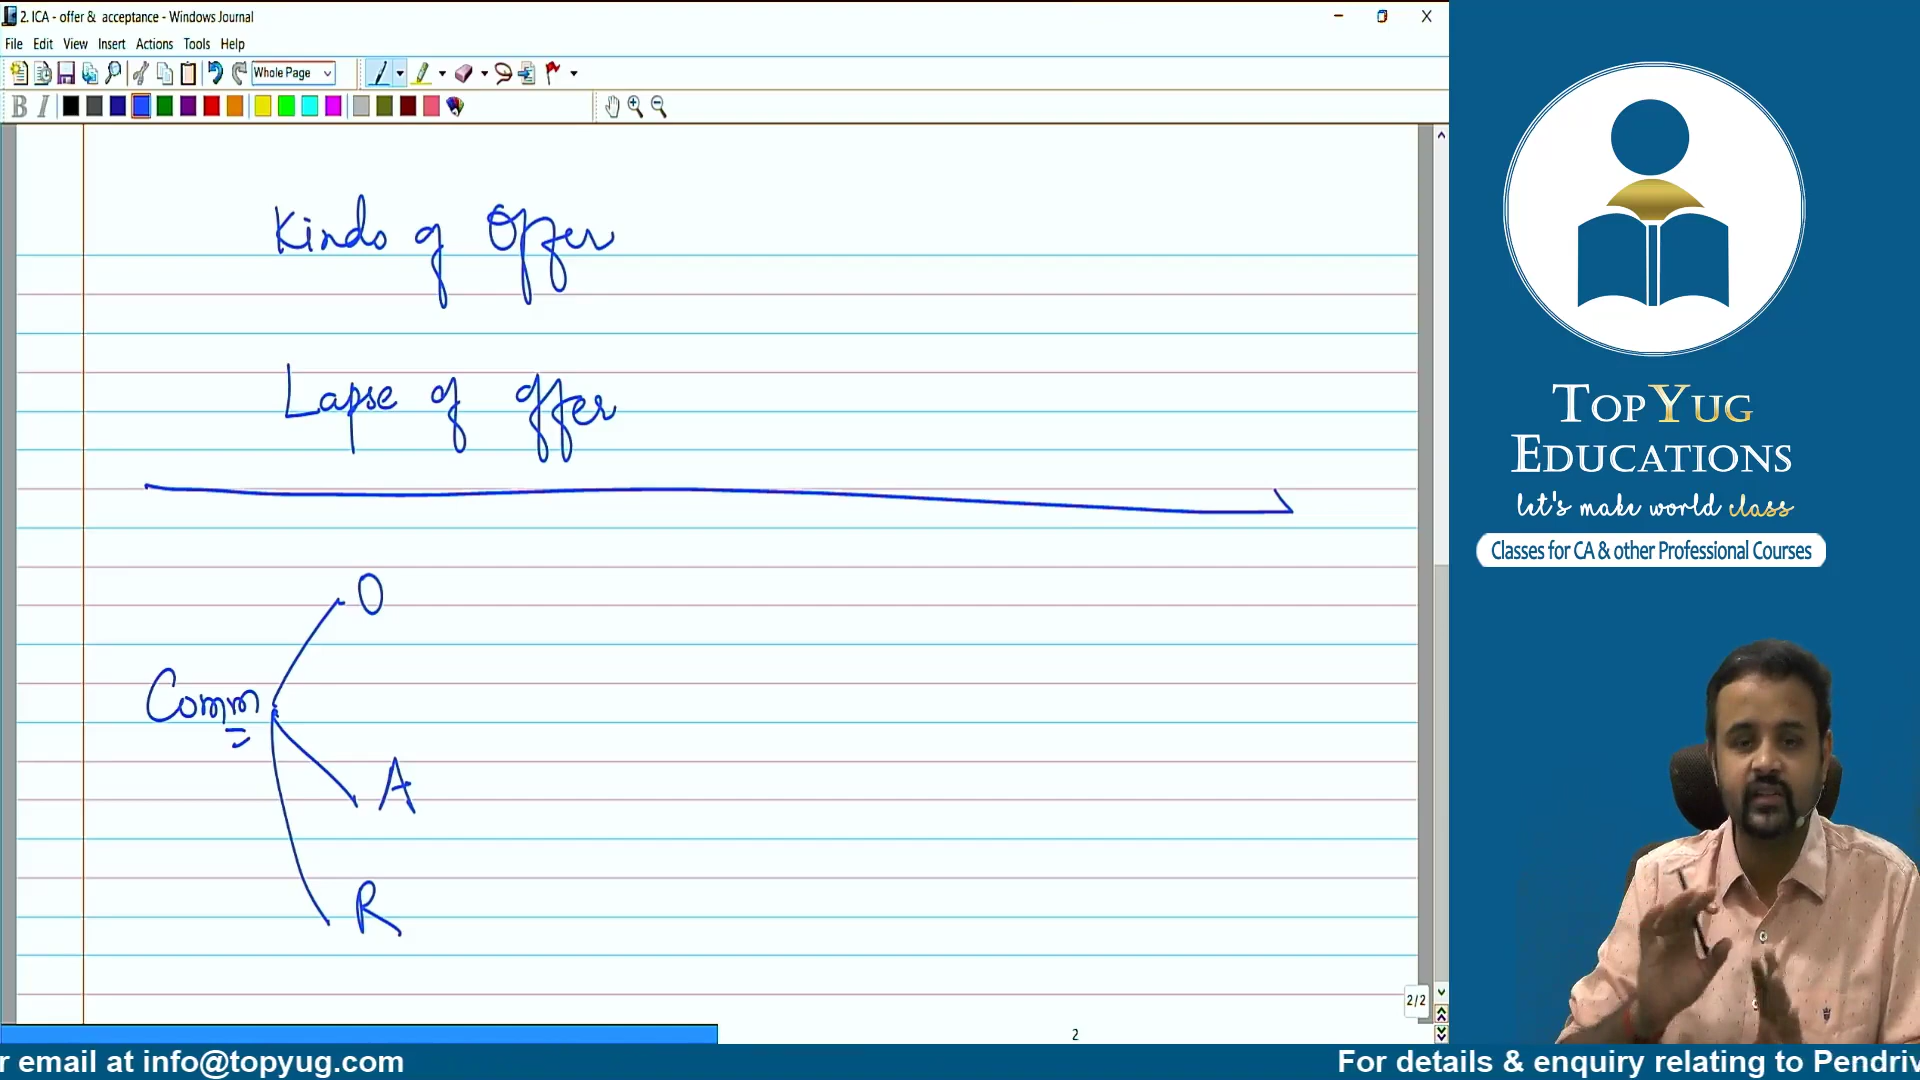 2. ICA - offer & acceptance - Windows Journal
File Edit View Insert Actions Tools Help
Whole Page
B I
Kinds of Offer
Lapse of offer
O
Comm
A
R
2/2
2
TOPYUG
EDUCATIONS
let's make world class
Classes for CA & other Professional Courses
r email at info@topyug.com
For details & enquiry relating to Pendriv